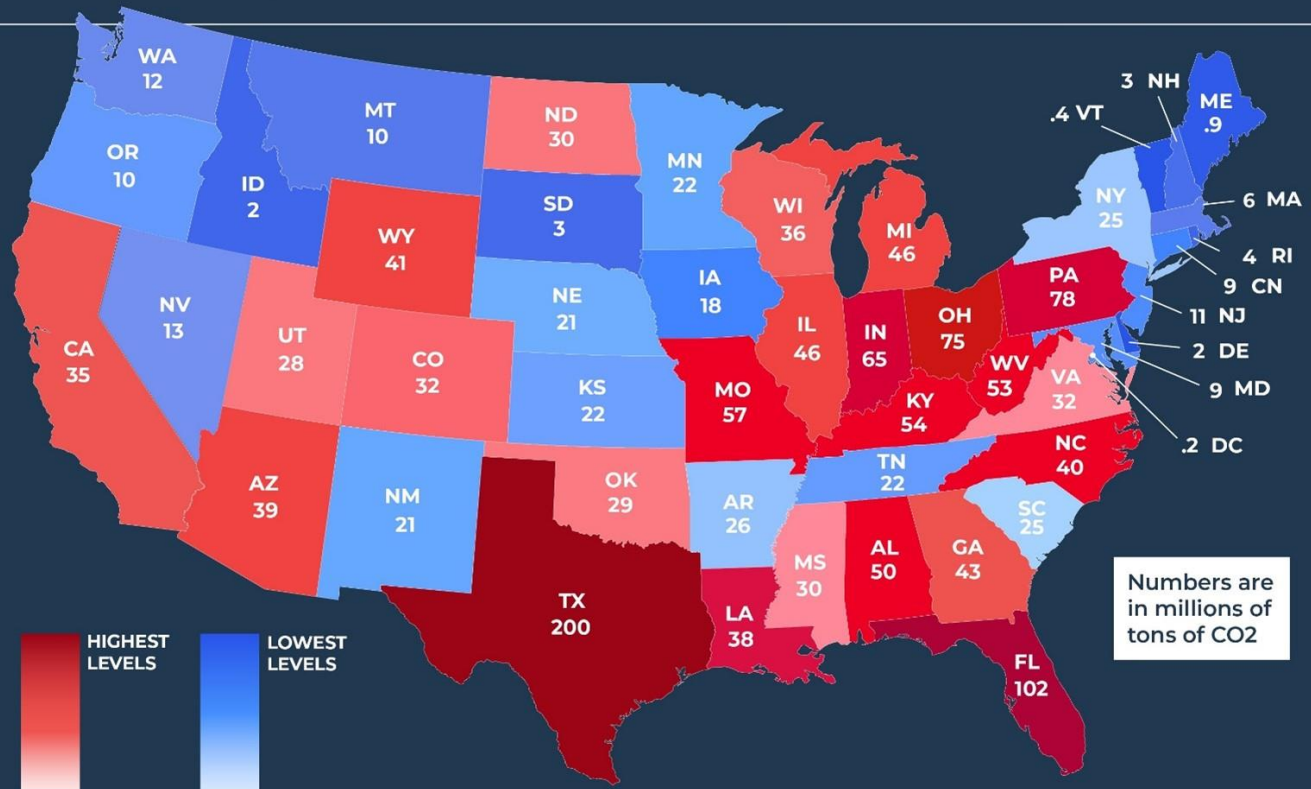 WA
12
OR
10
CA
35
NV
13
ID
2
MT
10
WY
41
UT
28
CO
32
AZ
39
NM
21
ND
30
SD
3
NE
21
KS
22
OK
29
TX
200
MN
22
IA
18
MO
57
AR
26
LA
38
WI
36
IL
46
MI
46
IN
65
OH
75
KY
54
TN
22
MS
30
AL
50
GA
43
FL
102
SC
25
NC
40
VA
32
WV
53
PA
78
NY
25
ME
.9
3 NH
.4 VT
6 MA
4 RI
9 CN
11 NJ
2 DE
9 MD
.2 DC
HIGHEST
LEVELS
LOWEST
LEVELS
Numbers are
in millions of
tons of CO2